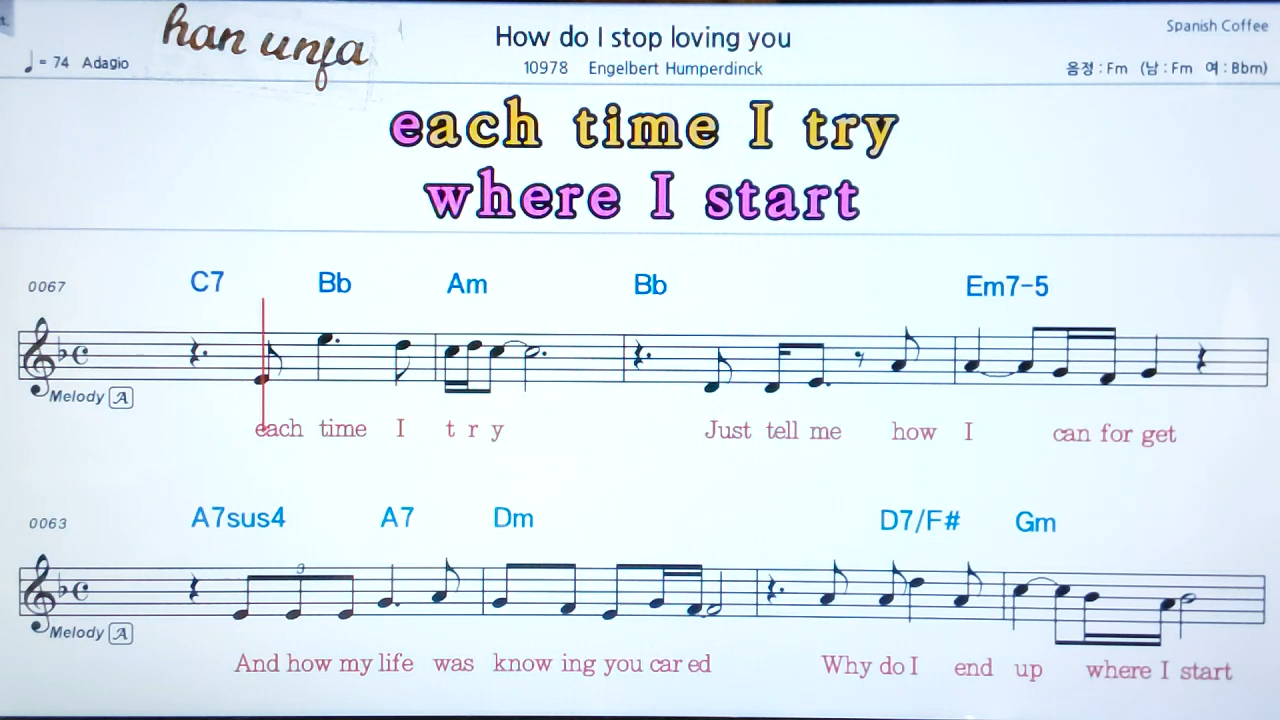 han unfa
How do I stop loving you
Spanish Coffee
♩ = 74 Adagio
10978 Engelbert Humperdinck
음정 : Fm (남 : Fm 여 : Bbm)
each time I try
where I start
0067 C7 Bb Am Bb Em7-5
Melody A
each time I t r y Just tell me how I can for get
0063 A7sus4 A7 Dm D7/F# Gm
3
Melody A
And how my life was know ing you car ed Why do I end up where I start